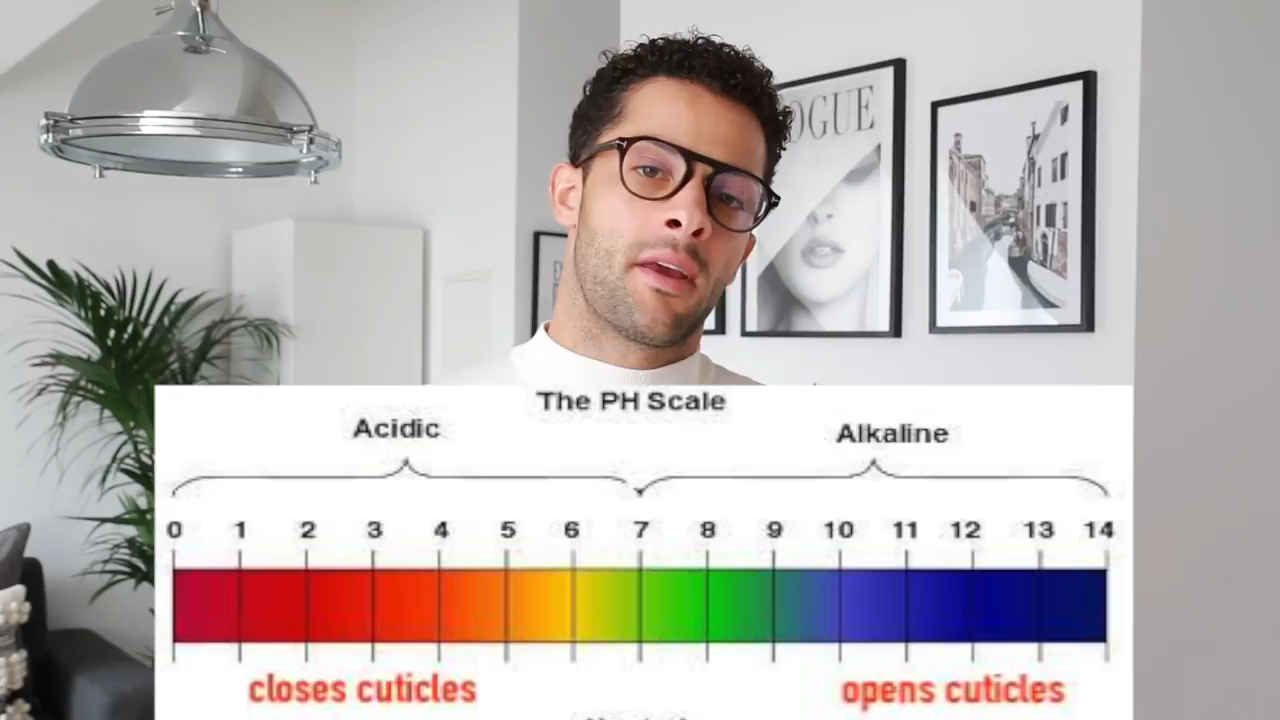 OGUE
The PH Scale
Acidic
Alkaline
0 1 2 3 4 5 6 7 8 9 10 11 12 13 14
closes cuticles
opens cuticles